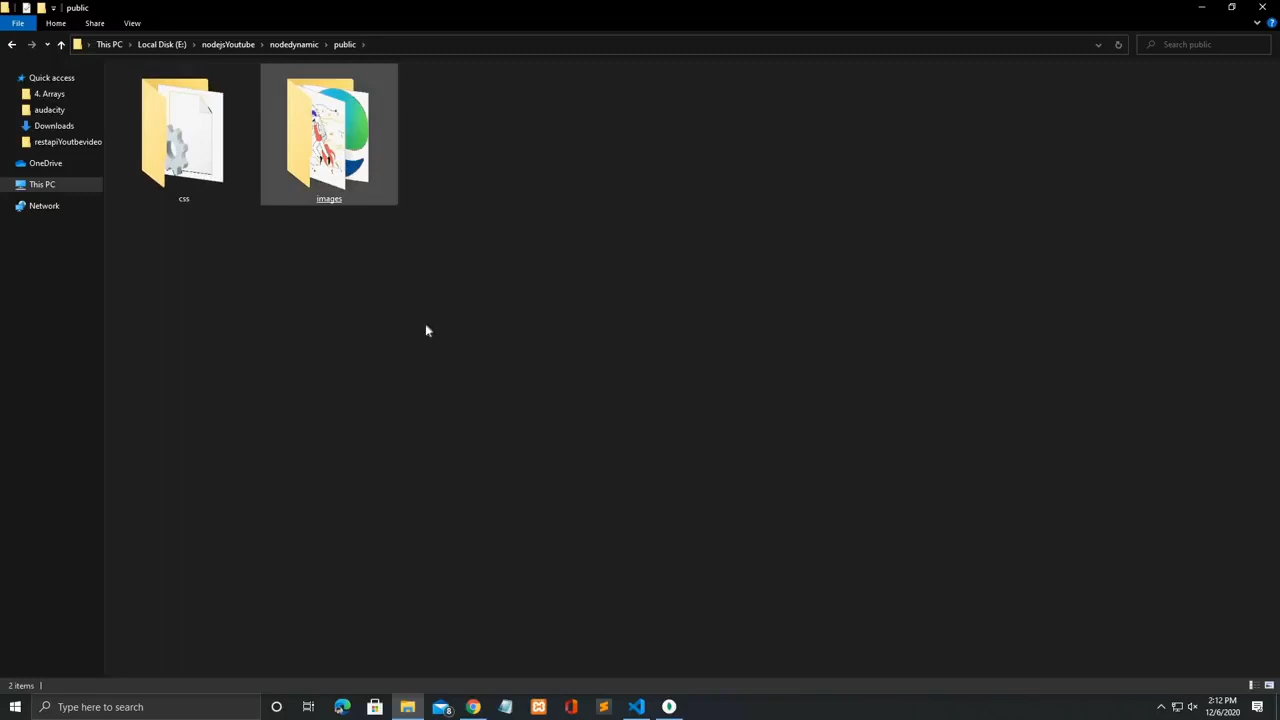 public
File Home Share View
This PC Local Disk (E:) nodejsYoutube nodedynamic public
Search public
Quick access
4. Arrays
audacity
Downloads
restapiYoutbevideo
OneDrive
This PC
Network
css
images
2 items
Type here to search
8
2:12 PM
12/6/2020